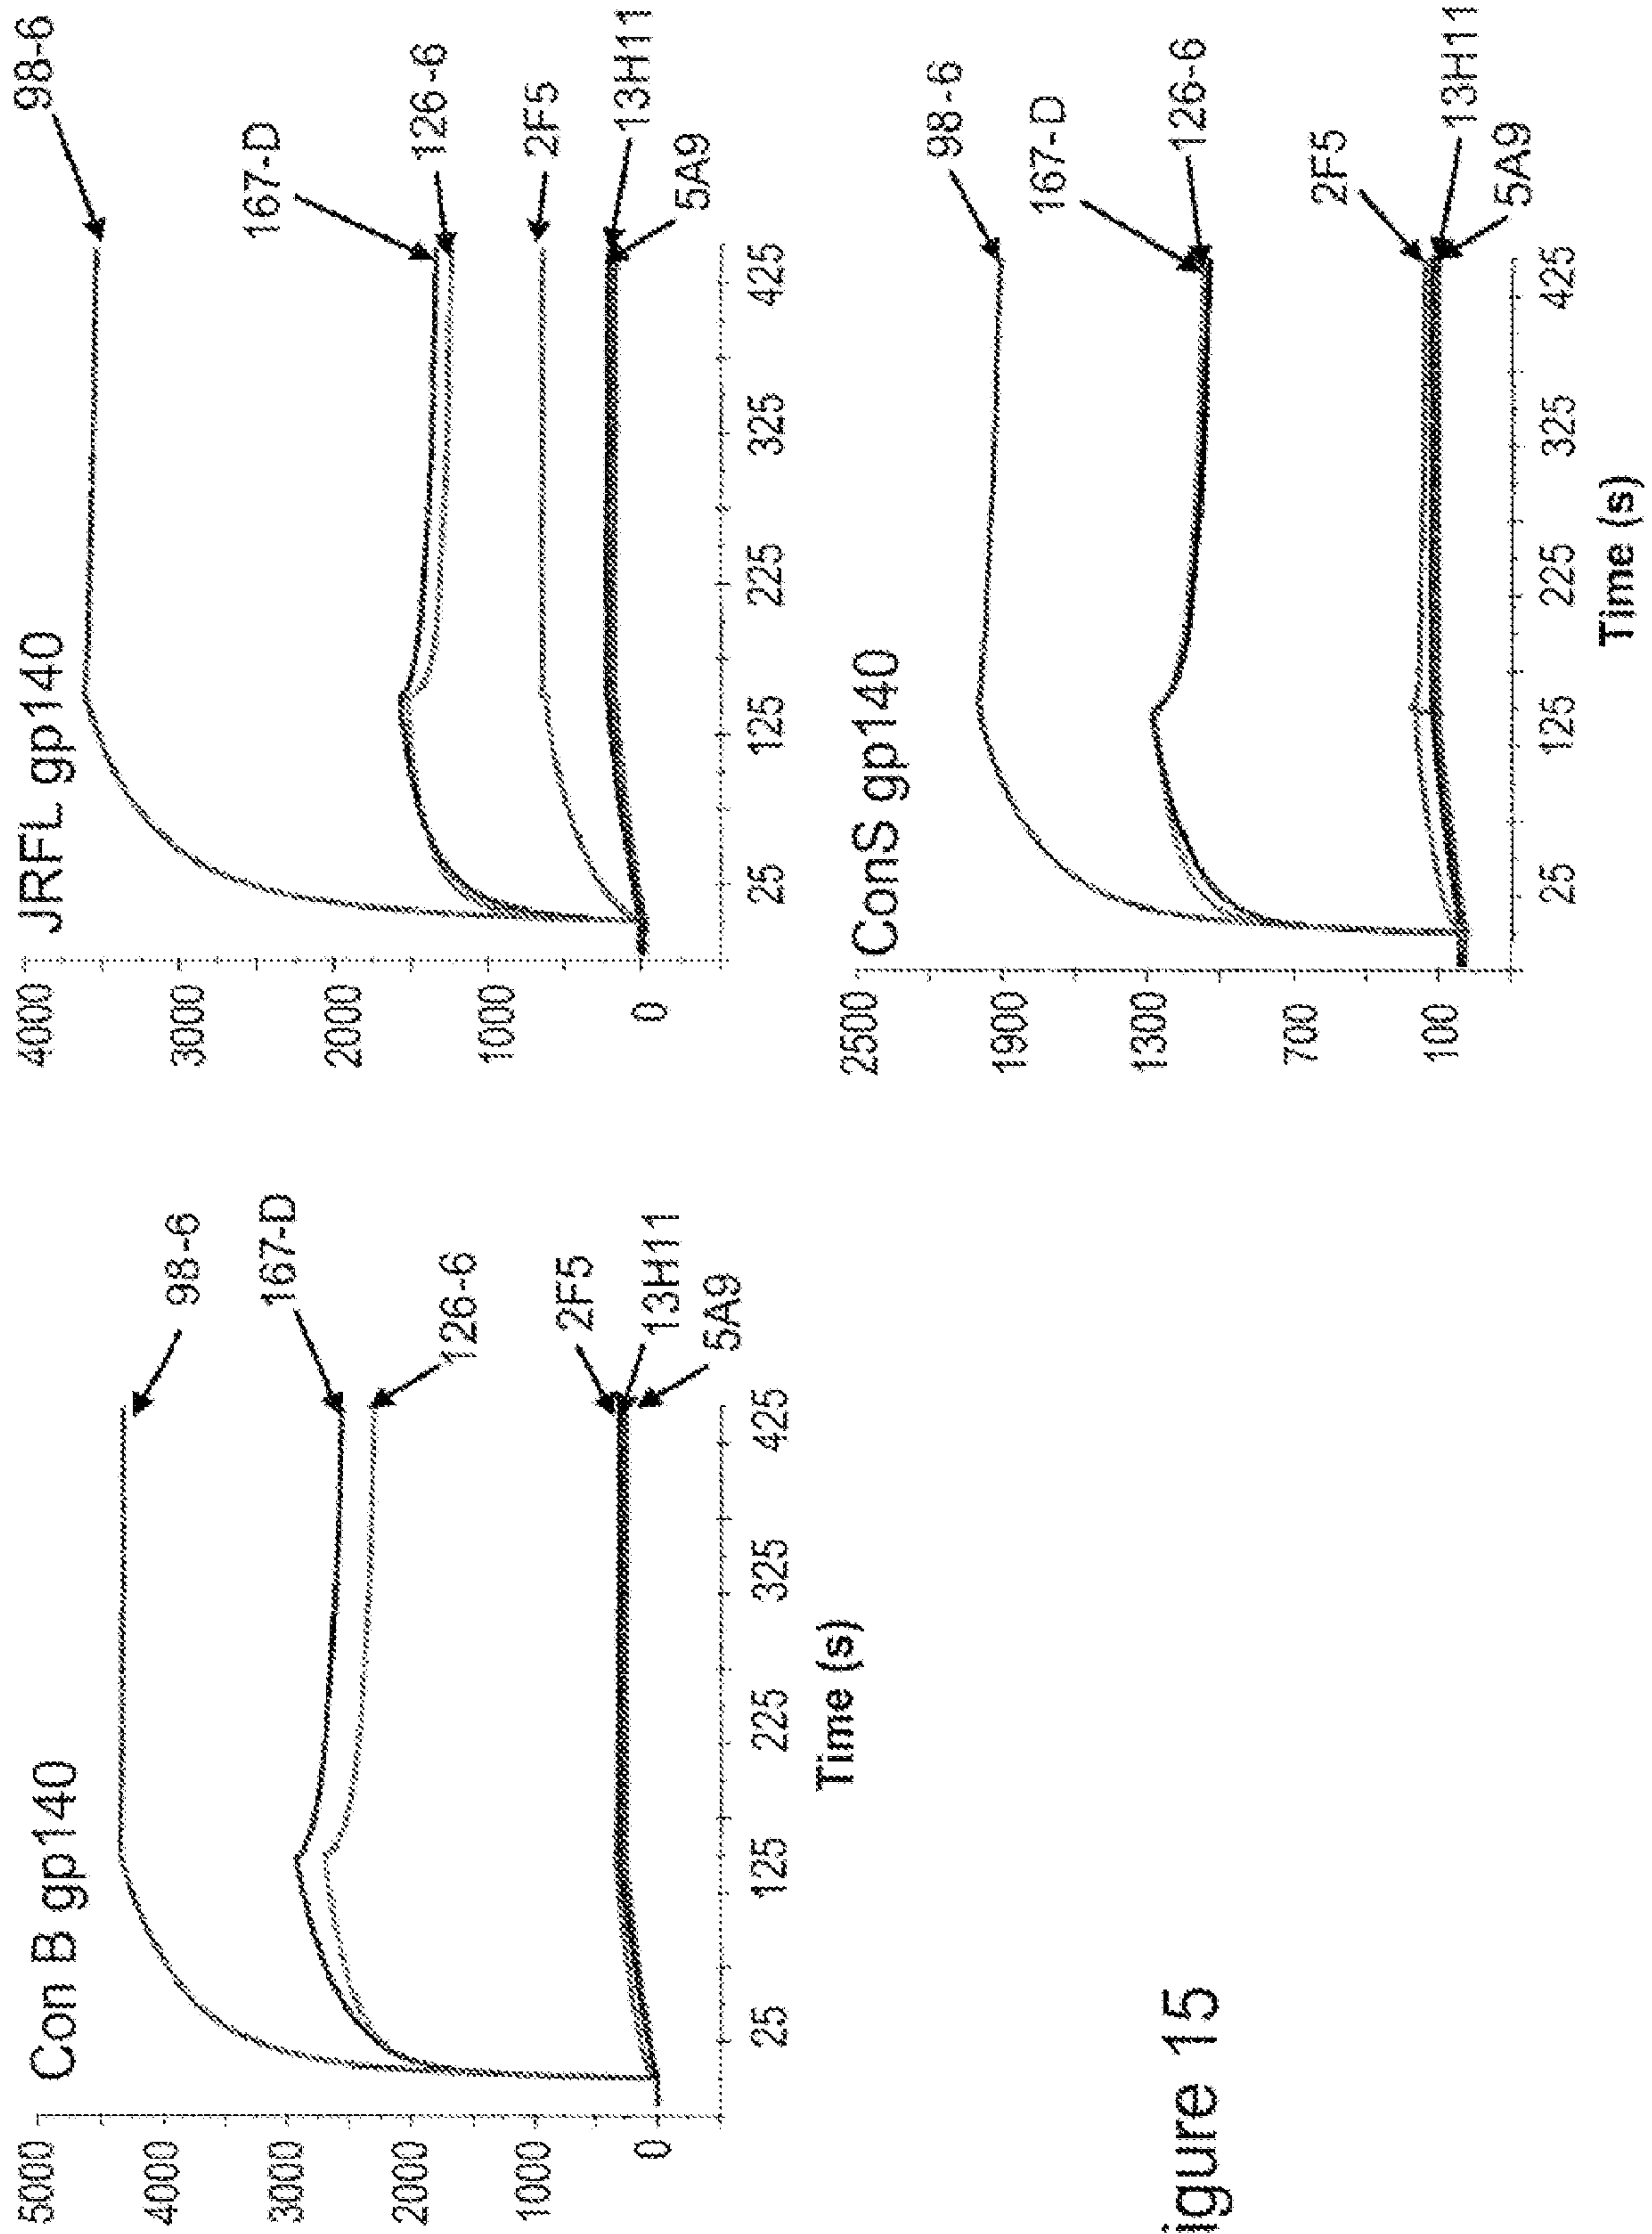 Con B gp140
5000
4000
3000
2000
1000
0
25
125
225
325
425
Time (s)
98-6
167-D
126-6
2F5
13H11
5A9
JRFL gp140
4000
3000
2000
1000
0
25
125
225
325
425
98-6
167-D
126-6
2F5
13H11
5A9
ConS gp140
2500
1900
1300
700
100
25
125
225
325
425
Time (s)
98-6
167-D
126-6
2F5
13H11
5A9
igure 15